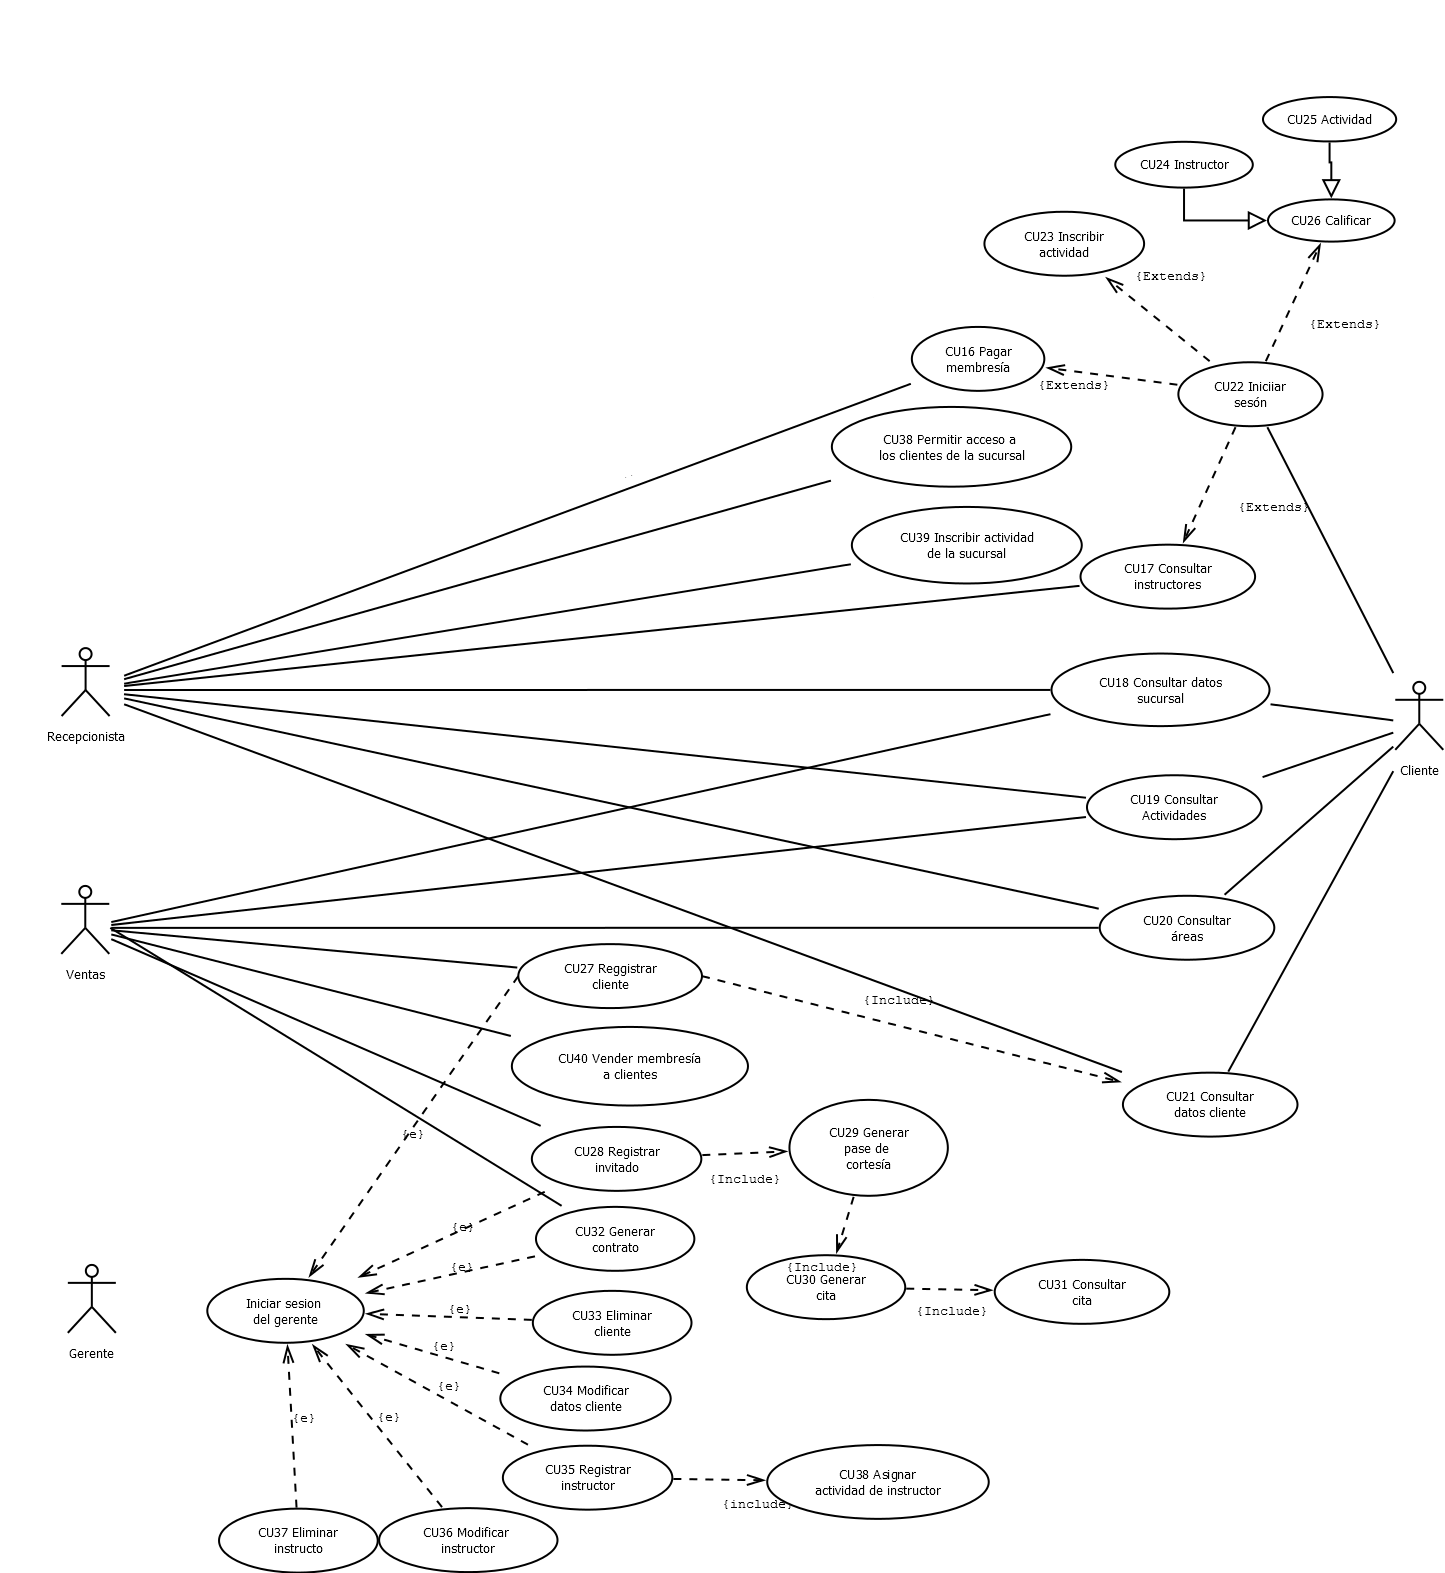 CU25 Actividad
CU24 Instructor
CU26 Calificar
CU23 Inscribir
actividad
{Extends}
{Extends}
CU16 Pagar
membresía
{Extends}
CU22 Iniciiar
sesón
CU38 Permitir acceso a
los clientes de la sucursal
{Extends}
CU39 Inscribir actividad
de la sucursal
CU17 Consultar
instructores
Recepcionista
CU18 Consultar datos
sucursal
Cliente
CU19 Consultar
Actividades
CU20 Consultar
áreas
Ventas
CU27 Reggistrar
cliente
{Include}
CU40 Vender membresía
a clientes
CU21 Consultar
datos cliente
{e}
CU28 Registrar
invitado
{Include}
CU29 Generar
pase de
cortesía
{e}
CU32 Generar
contrato
{e}
{Include}
CU30 Generar
cita
CU31 Consultar
cita
{Include}
Gerente
Iniciar sesion
del gerente
{e}
CU33 Eliminar
cliente
{e}
CU34 Modificar
datos cliente
{e}
{e}
{e}
CU35 Registrar
instructor
{include}
CU38 Asignar
actividad de instructor
CU37 Eliminar
instructo
CU36 Modificar
instructor